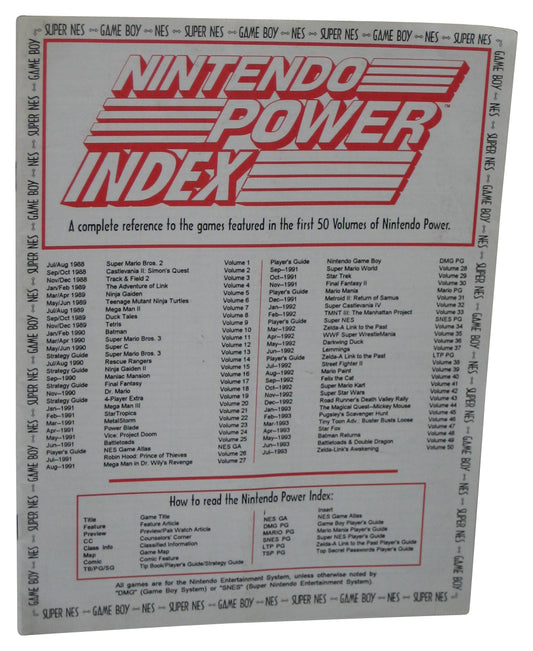 SUPER NES GAME BOY NES SUPER NES GAME BOY NES SUPER NES
NINTENDO
POWER™
INDEX
A complete reference to the games featured in the first 50 Volumes of Nintendo Power.
Jul/Aug 1988 Super Mario Bros. 2 Volume 1
Sep/Oct 1988 Castlevania II: Simon's Quest Volume 2
Nov/Dec 1988 Track & Field 2 Volume 3
Jan/Feb 1989 The Adventure of Link Volume 4
Mar/Apr 1989 Ninja Gaiden Volume 5
May/Jun 1989 Teenage Mutant Ninja Turtles Volume 6
Jul/Aug 1989 Mega Man II Volume 7
Sep/Oct 1989 Duck Tales Volume 8
Nov/Dec 1989 Tetris Volume 9
Jan/Feb 1990 Batman Volume 10
Mar/Apr 1990 Super Mario Bros. 3 Volume 11
May/Jun 1990 Super C Volume 12
Strategy Guide Super Mario Bros. 3 Volume 13
Jul/Aug 1990 Rescue Rangers Volume 14
Strategy Guide Ninja Gaiden II Volume 15
Sep-1990 Maniac Mansion Volume 16
Strategy Guide Final Fantasy Volume 17
Nov-1990 Dr. Mario Volume 18
Strategy Guide 4-Player Extra Volume 19
Jan-1991 Mega Man III Volume 20
Feb-1991 StarTropics Volume 21
Mar-1991 MetalStorm Volume 22
Apr-1991 Power Blade Volume 23
May-1991 Vice: Project Doom Volume 24
Jun-1991 Battletoads Volume 25
Player's Guide NES Game Atlas NES GA
Jul-1991 Robin Hood: Prince of Thieves Volume 26
Aug-1991 Mega Man in Dr. Wily's Revenge Volume 27
Player's Guide Nintendo Game Boy DMG PG
Sep-1991 Super Mario World Volume 28
Oct-1991 Star Trek Volume 29
Nov-1991 Final Fantasy II Volume 30
Player's Guide Mario Mania Mario PG
Dec-1991 Metroid II: Return of Samus Volume 31
Jan-1992 Super Castlevania IV Volume 32
Feb-1992 TMNT III: The Manhattan Project Volume 33
Player's Guide Super NES SNES PG
Mar-1992 Zelda-A Link to the Past Volume 34
Apr-1992 WWF Super WrestleMania Volume 35
May-1992 Darkwing Duck Volume 36
Jun-1992 Lemmings Volume 37
Player's Guide Zelda-A Link to the Past LTP PG
Jul-1992 Street Fighter II Volume 38
Aug-1992 Mario Paint Volume 39
Sep-1992 Felix the Cat Volume 40
Oct-1992 Super Mario Kart Volume 41
Nov-1992 Super Star Wars Volume 42
Dec-1992 Road Runner's Death Valley Rally Volume 43
Jan-1993 The Magical Quest-Mickey Mouse Volume 44
Feb-1993 Pugsley's Scavenger Hunt Volume 45
Mar-1993 Tiny Toon Adv.: Buster Busts Loose Volume 46
Apr-1993 Star Fox Volume 47
May-1993 Batman Returns Volume 48
Jun-1993 Battletoads & Double Dragon Volume 49
Jul-1993 Zelda-Link's Awakening Volume 50
How to read the Nintendo Power Index:
Title Game Title
Feature Feature Article
Preview Preview/Pak Watch Article
CC Counselors' Corner
Class Info Classified Information
Map Game Map
Comic Comic Feature
TB/PG/SG Tip Book/Player's Guide/Strategy Guide
I Insert
NES GA NES Game Atlas
DMG PG Game Boy Player's Guide
MARIO PG Mario Mania Player's Guide
SNES PG Super NES Player's Guide
LTP PG Zelda-A Link to the Past Player's Guide
TSP PG Top Secret Passwords Player's Guide
All games are for the Nintendo Entertainment System, unless otherwise noted by
"DMG" (Game Boy System) or "SNES" (Super Nintendo Entertainment System).
SUPER NES GAME BOY NES SUPER NES GAME BOY NES SUPER NES GAME BOY